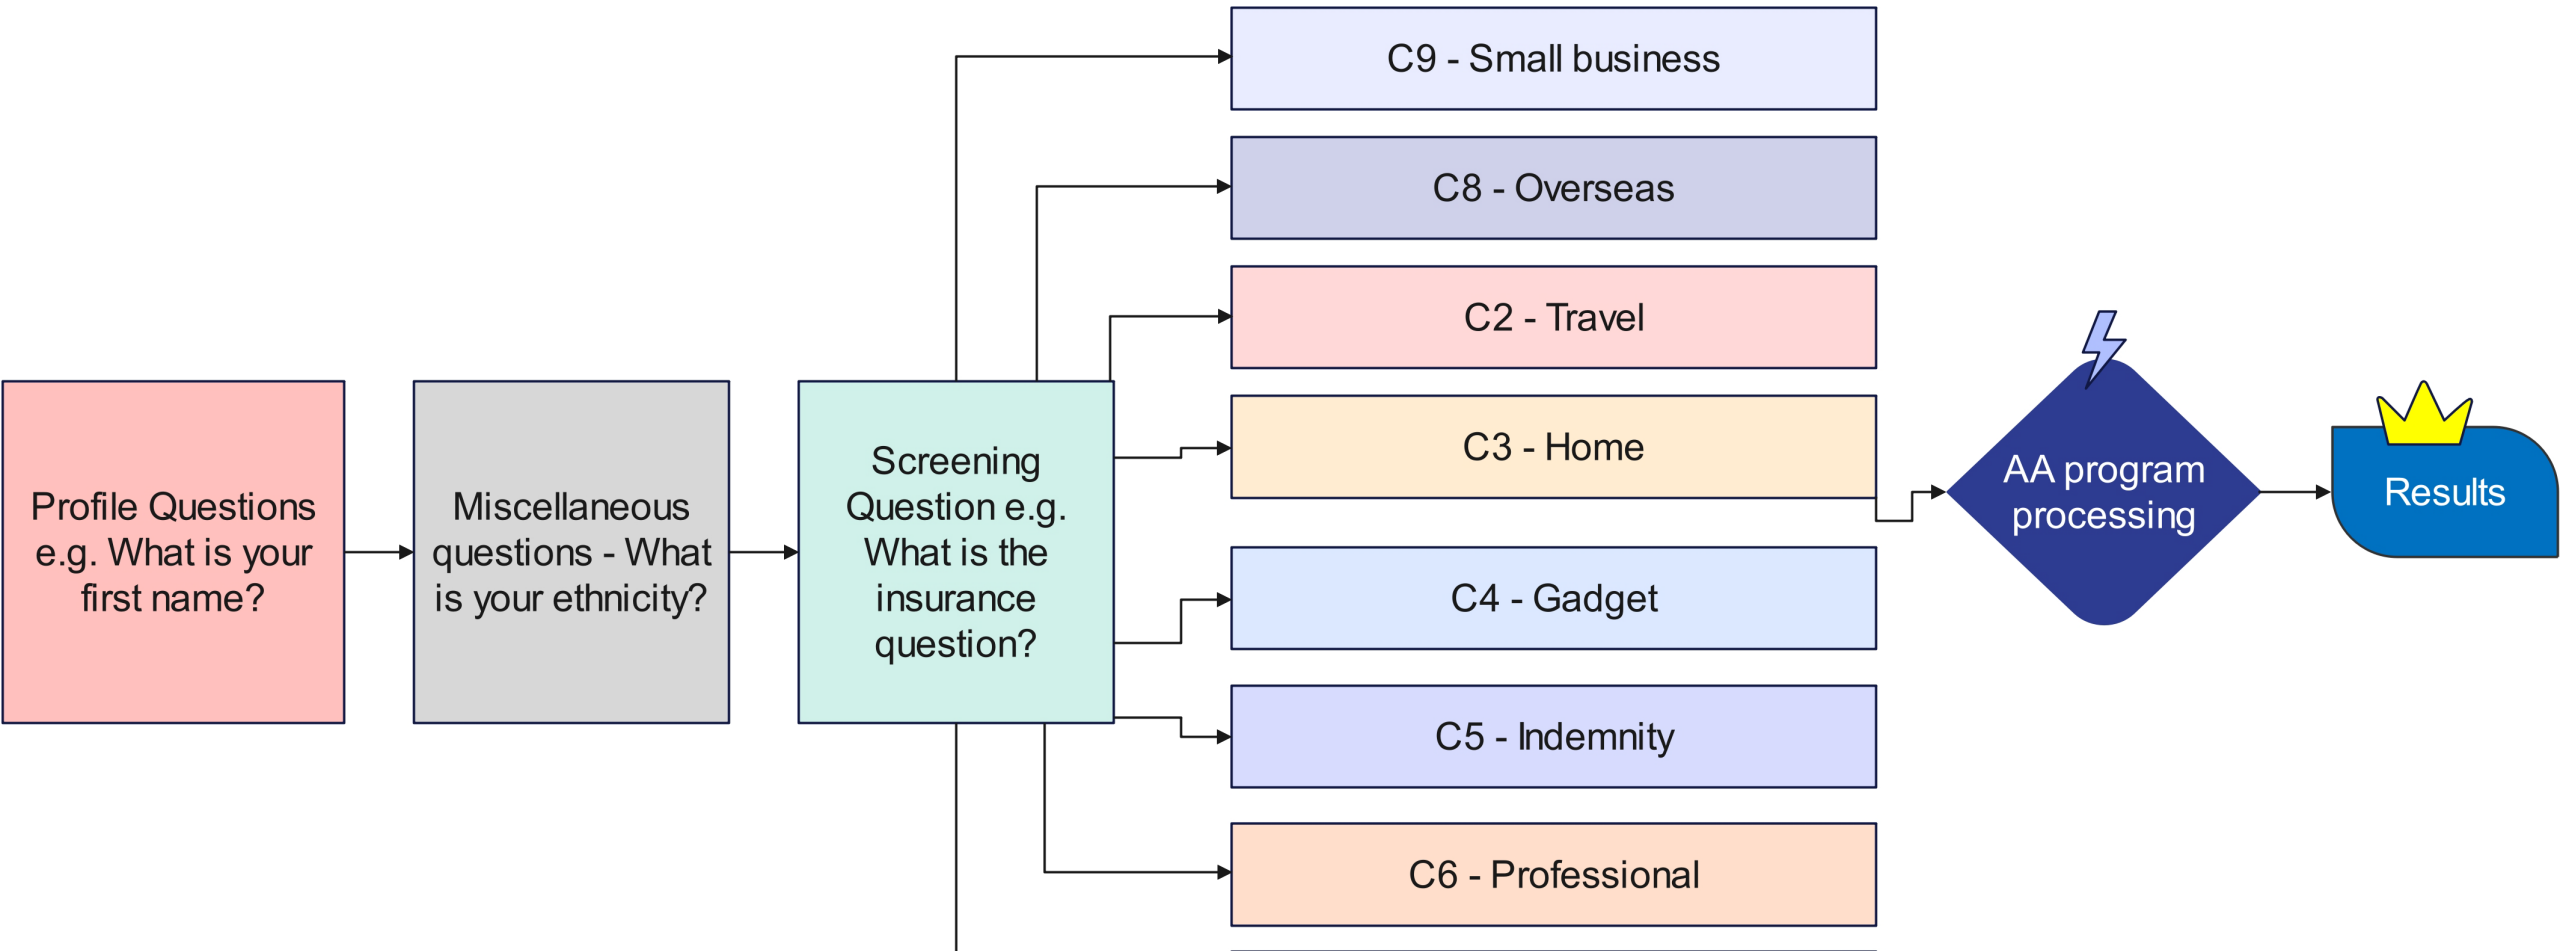 C9 - Small business
C8 - Overseas
C2 - Travel
C3 - Home
C4 - Gadget
C5 - Indemnity
C6 - Professional
Profile Questions
e.g. What is your
first name?
Miscellaneous
questions - What
is your ethnicity?
Screening
Question e.g.
What is the
insurance
question?
AA program
processing
Results